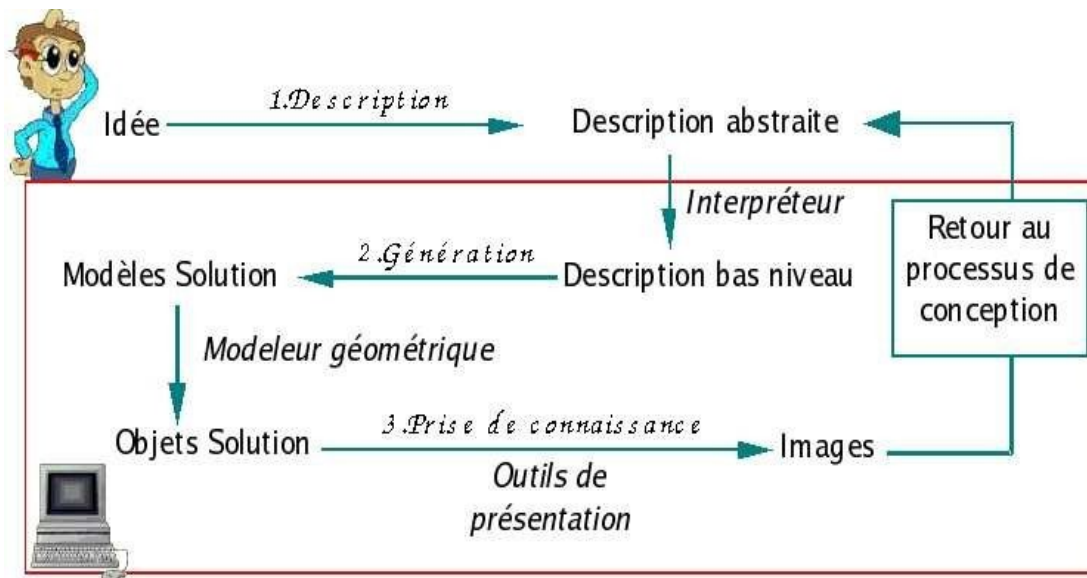 1.Description
Idée
Description abstraite
Interpréteur
Retour au
processus de
conception
2.Génération
Modèles Solution
Description bas niveau
Modeleur géométrique
3.Prise de connaissance
Objets Solution
Images
Outils de
présentation